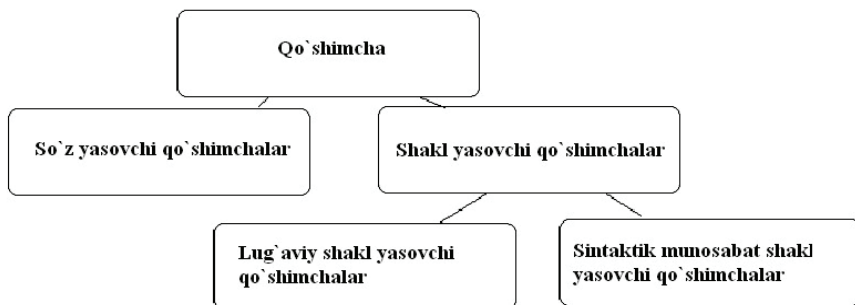 Qo`shimcha
So`z yasovchi qo`shimchalar
Shakl yasovchi qo`shimchalar
Lug`aviy shakl yasovchi
qo`shimchalar
Sintaktik munosabat shakl
yasovchi qo`shimchalar